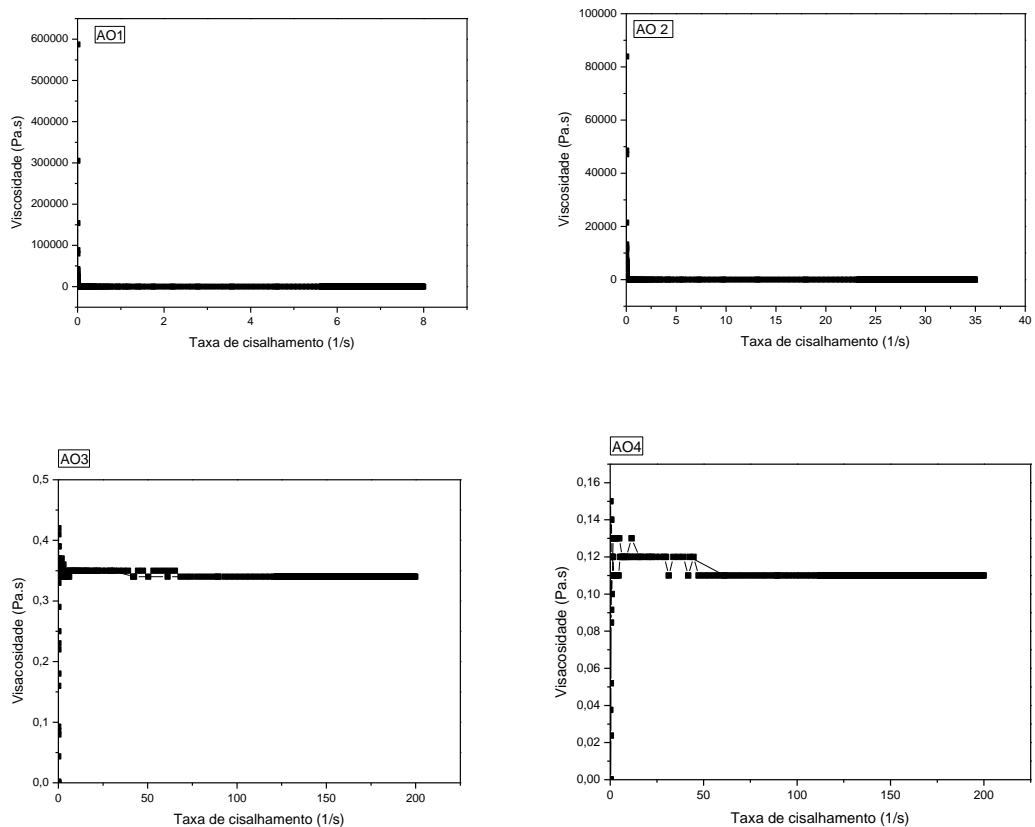 AO1
600000
500000
400000
300000
200000
100000
0
Viscosidade (Pa.s)
0 2 4 6 8
Taxa de cisalhamento (1/s)
AO 2
100000
80000
60000
40000
20000
0
Viscosidade (Pa.s)
0 5 10 15 20 25 30 35 40
Taxa de cisalhamento (1/s)
AO3
0,5
0,4
0,3
0,2
0,1
0,0
Visacosidade (Pa.s)
0 50 100 150 200
Taxa de cisalhamento (1/s)
AO4
0,16
0,14
0,12
0,10
0,08
0,06
0,04
0,02
0,00
Visacosidade (Pa.s)
0 50 100 150 200
Taxa de cisalhamento (1/s)